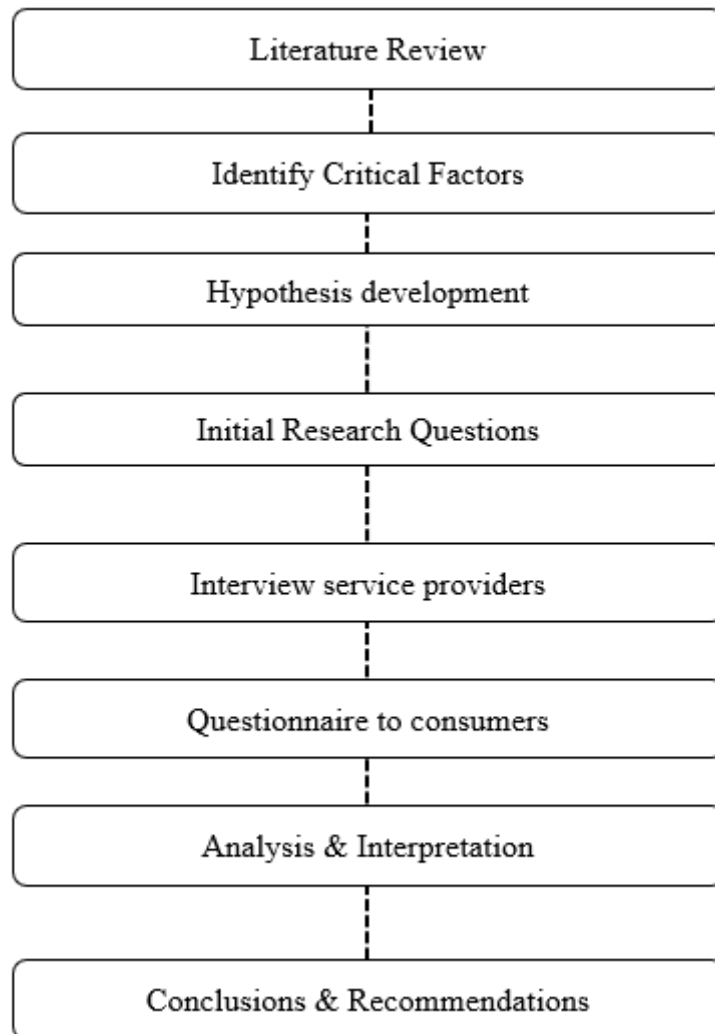 Literature Review
Identify Critical Factors
Hypothesis development
Initial Research Questions
Interview service providers
Questionnaire to consumers
Analysis & Interpretation
Conclusions & Recommendations